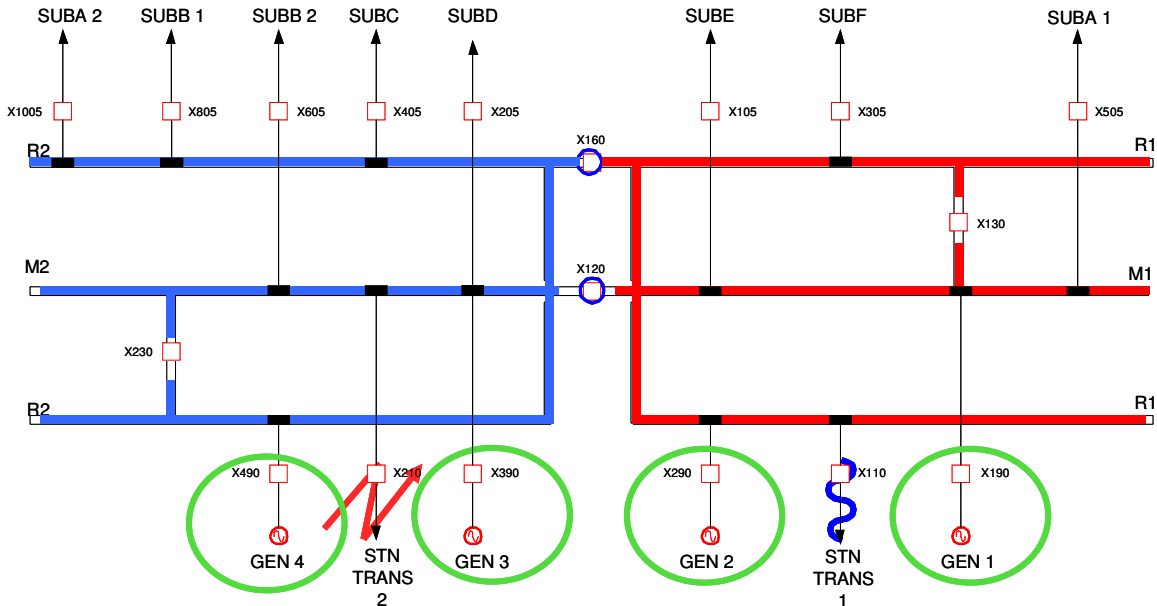 SUBA 2
SUBB 1
SUBB 2
SUBC
SUBD
SUBE
SUBF
SUBA 1
X1005
X805
X605
X405
X205
X105
X305
X505
X160
R2
R1
X130
X120
M2
M1
X230
R2
R1
X490
X210
X390
X290
X110
X190
GEN 4
STN
TRANS
2
GEN 3
GEN 2
STN
TRANS
1
GEN 1